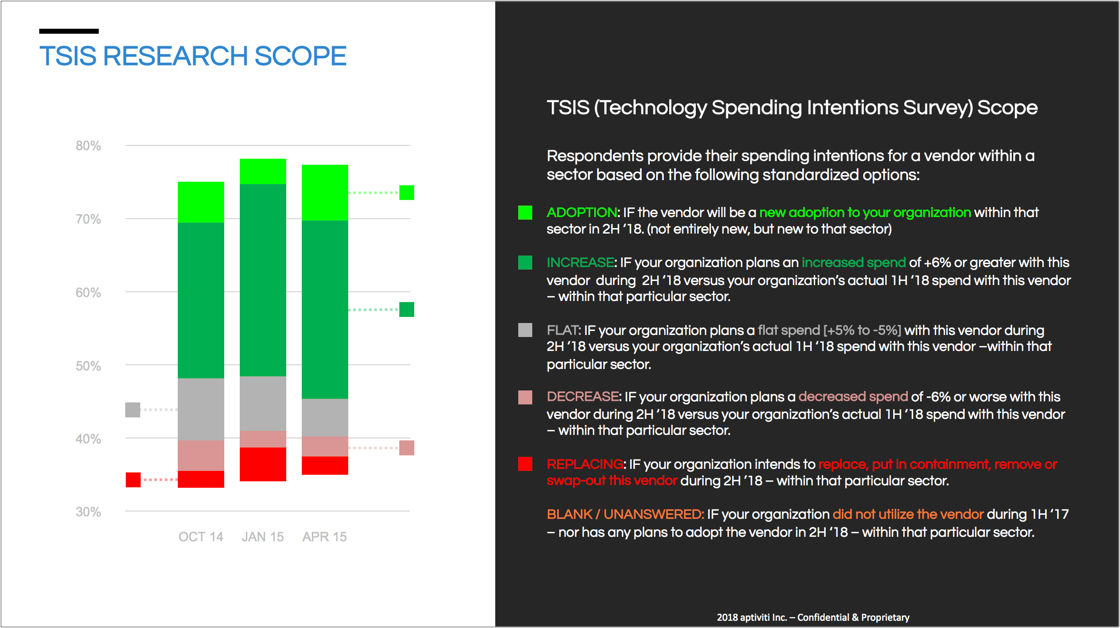 TSIS RESEARCH SCOPE
80%
70%
60%
50%
40%
30%
OCT 14
JAN 15
APR 15
TSIS (Technology Spending Intentions Survey) Scope
Respondents provide their spending intentions for a vendor within a
sector based on the following standardized options:
ADOPTION: IF the vendor will be a new adoption to your organization within that
sector in 2H '18. (not entirely new, but new to that sector)
INCREASE: IF your organization plans an increased spend of +6% or greater with this
vendor during 2H '18 versus your organization's actual 1H '18 spend with this vendor
– within that particular sector.
FLAT: IF your organization plans a flat spend [+5% to -5%] with this vendor during
2H '18 versus your organization's actual 1H '18 spend with this vendor –within that
particular sector.
DECREASE: IF your organization plans a decreased spend of -6% or worse with this
vendor during 2H '18 versus your organization's actual 1H '18 spend with this vendor
– within that particular sector.
REPLACING: IF your organization intends to replace, put in containment, remove or
swap-out this vendor during 2H '18 – within that particular sector.
BLANK / UNANSWERED: IF your organization did not utilize the vendor during 1H '17
– nor has any plans to adopt the vendor in 2H '18 – within that particular sector.
2018 aptiviti Inc. – Confidential & Proprietary